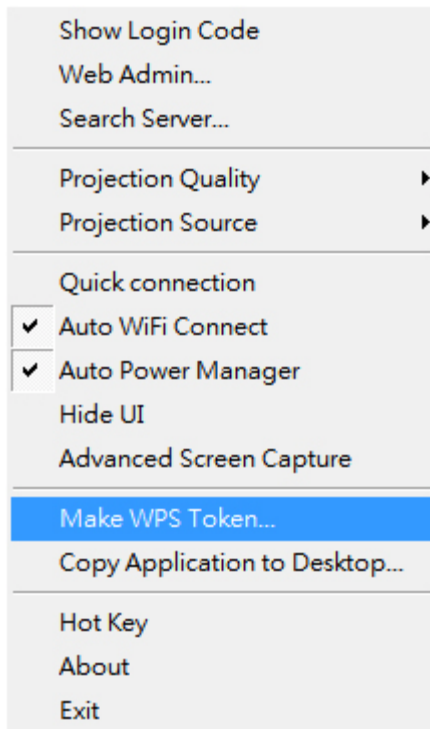 Show Login Code
Web Admin...
Search Server...
Projection Quality
Projection Source
Quick connection
Auto WiFi Connect
Auto Power Manager
Hide UI
Advanced Screen Capture
Make WPS Token...
Copy Application to Desktop...
Hot Key
About
Exit